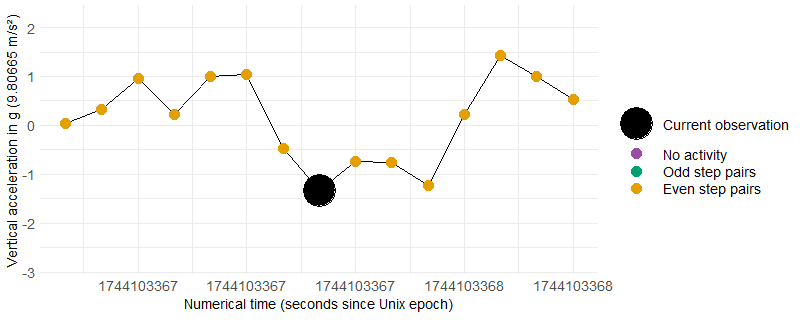 Vertical acceleration in g (9.80665 m/s²)
2
1
0
-1
-2
-3
1744103367 1744103367 1744103367 1744103368 1744103368
Numerical time (seconds since Unix epoch)
Current observation
No activity
Odd step pairs
Even step pairs